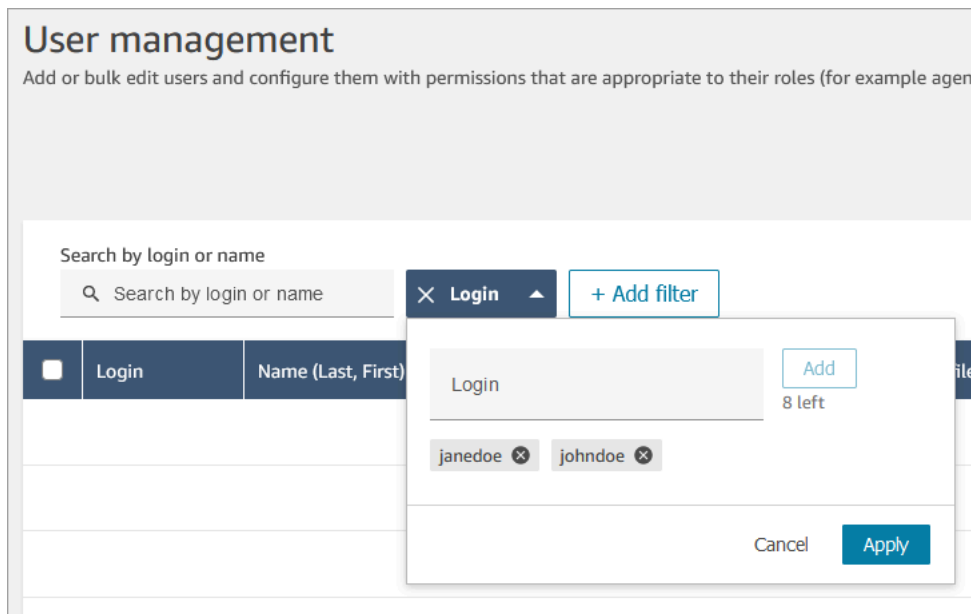 User management
Add or bulk edit users and configure them with permissions that are appropriate to their roles (for example agen
Search by login or name
Search by login or name
Login
+ Add filter
Login
Name (Last, First)
Login
Add
8 left
janedoe
johndoe
Cancel
Apply